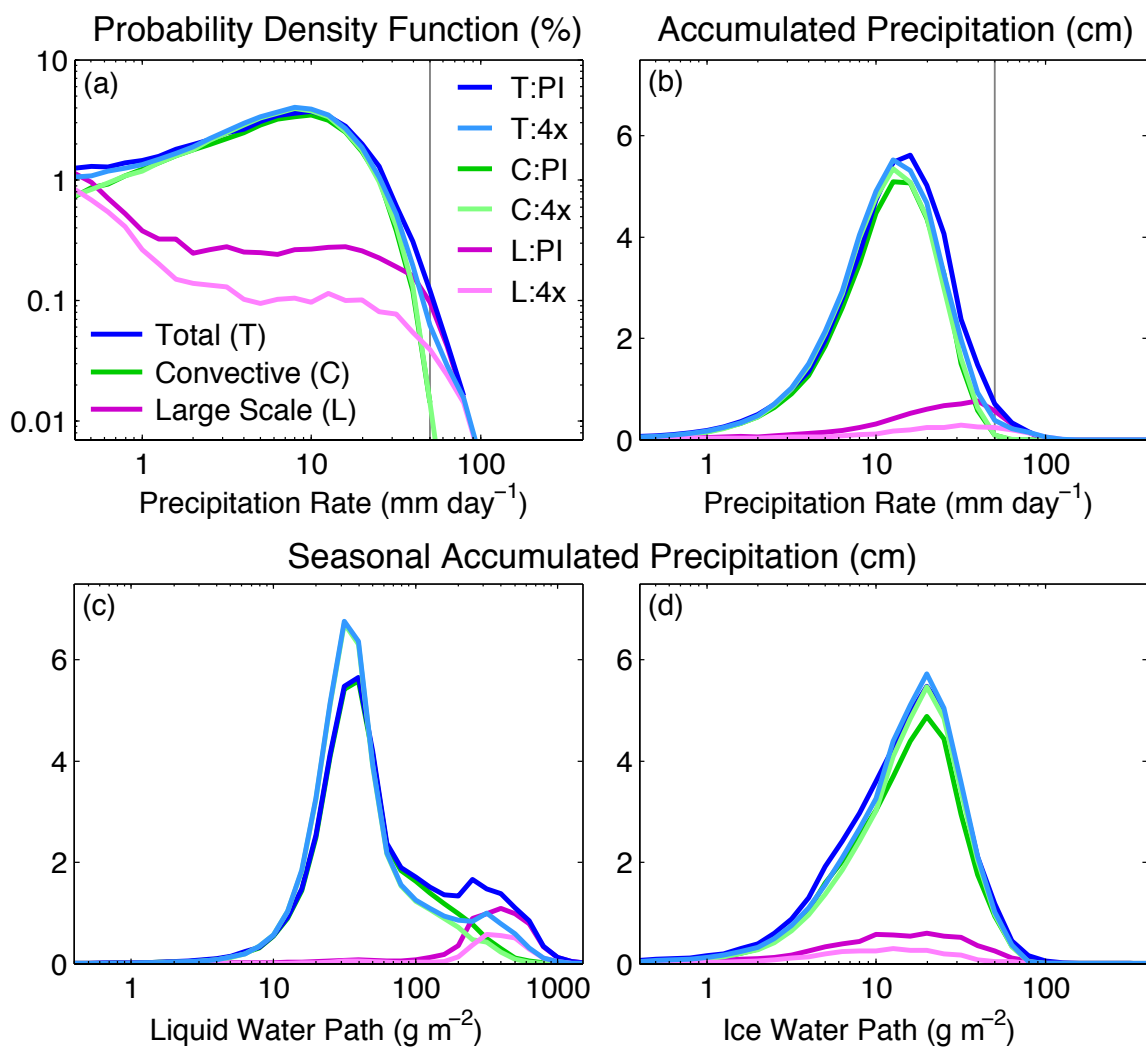 Probability Density Function (%)
Accumulated Precipitation (cm)
(a)
10
1
0.1
0.01
T:PI
T:4x
C:PI
C:4x
L:PI
L:4x
Total (T)
Convective (C)
Large Scale (L)
1 10 100
Precipitation Rate (mm day⁻¹)
(b)
6
4
2
0
1 10 100
Precipitation Rate (mm day⁻¹)
Seasonal Accumulated Precipitation (cm)
(c)
6
4
2
0
1 10 100 1000
Liquid Water Path (g m⁻²)
(d)
6
4
2
0
1 10 100
Ice Water Path (g m⁻²)